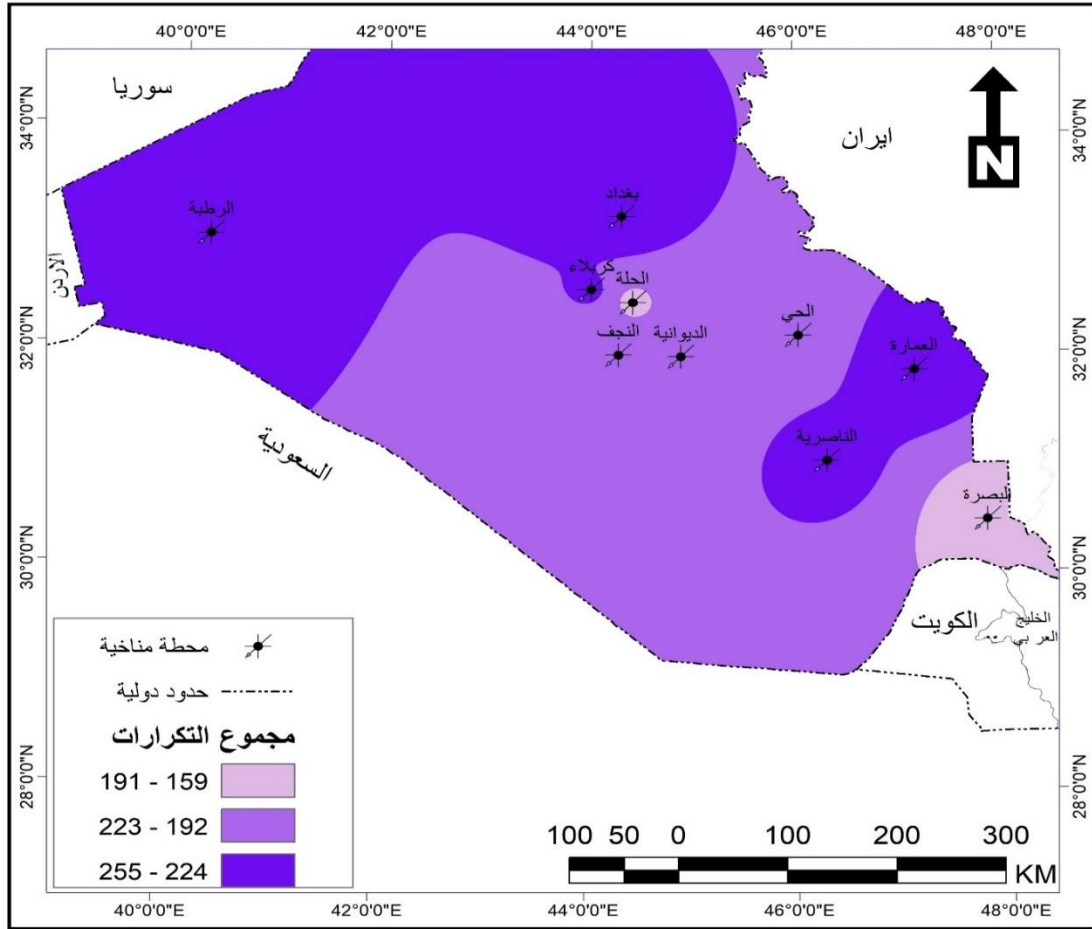 40°0'0"E 42°0'0"E 44°0'0"E 46°0'0"E 48°0'0"E
34°0'0"N
34°0'0"N
سوريا
ايران
N
الرطبة
بغداد
كربلاء
الحلة
الاردن
الحي
النجف
الديوانية
العمارة
32°0'0"N
32°0'0"N
السعودية
الناصرية
البصرة
30°0'0"N
30°0'0"N
الكويت
الخليج
العربي
محطة مناخية
حدود دولية
مجموع التكرارات
191 - 159
223 - 192
255 - 224
28°0'0"N
28°0'0"N
100 50 0 100 200 300
KM
40°0'0"E 42°0'0"E 44°0'0"E 46°0'0"E 48°0'0"E